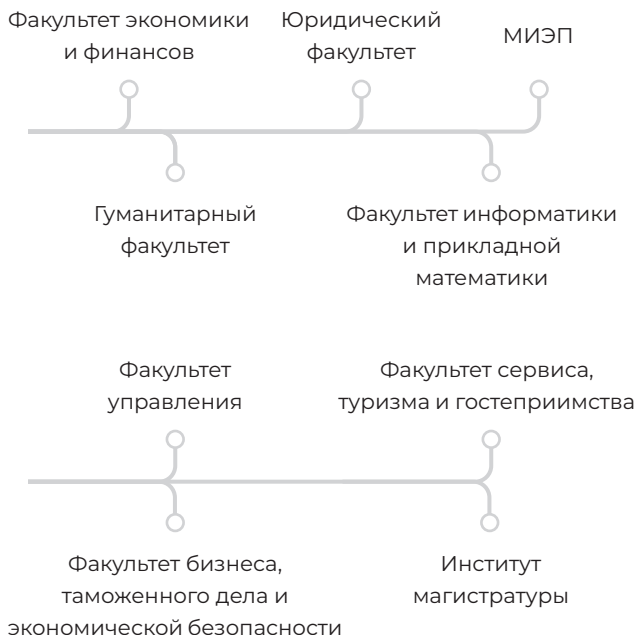 Факультет экономики
и финансов
Юридический
факультет
МИЭП
Гуманитарный
факультет
Факультет информатики
и прикладной
математики
Факультет
управления
Факультет сервиса,
туризма и гостеприимства
Факультет бизнеса,
таможенного дела и
экономической безопасности
Институт
магистратуры